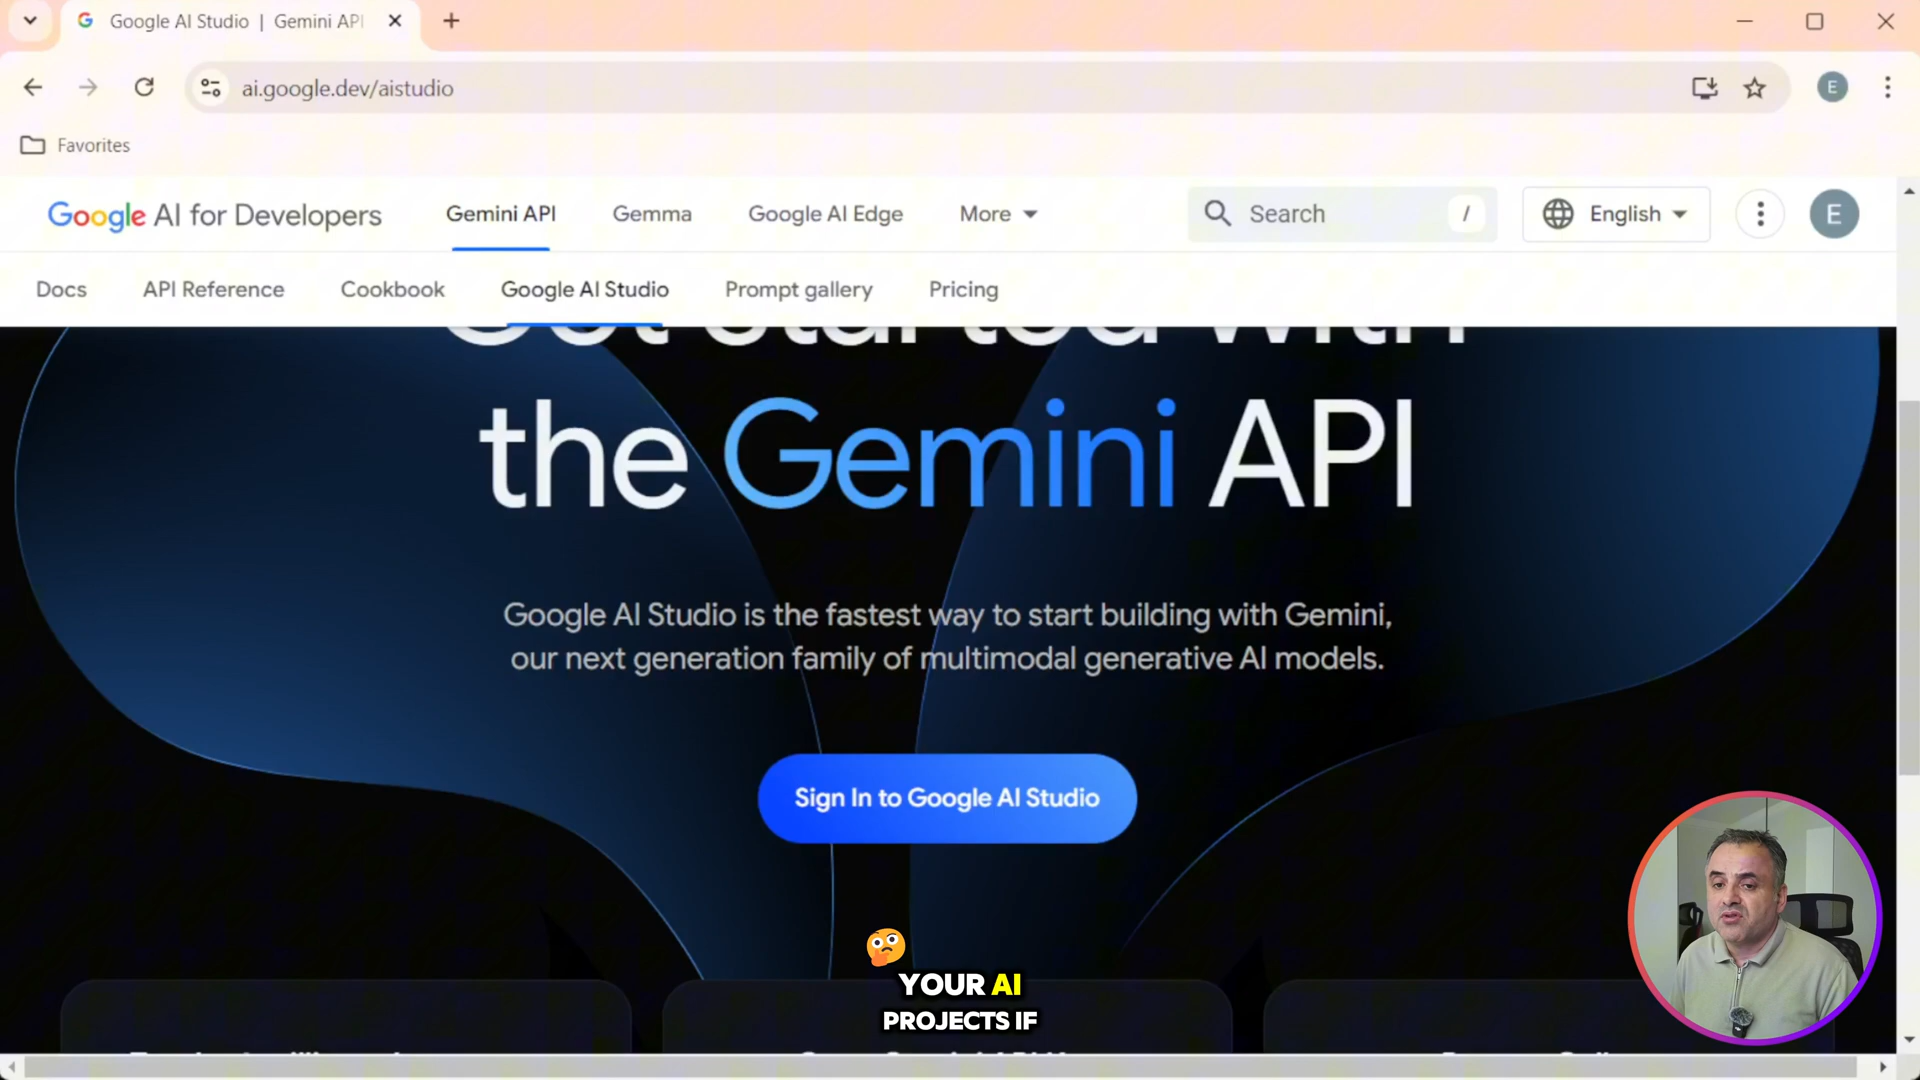 Google AI Studio | Gemini API
ai.google.dev/aistudio
E
Favorites
Google AI for Developers
Gemini API
Gemma
Google AI Edge
More
Search
/
English
E
Docs
API Reference
Cookbook
Google AI Studio
Prompt gallery
Pricing
Get started with
the Gemini API
Google AI Studio is the fastest way to start building with Gemini,
our next generation family of multimodal generative AI models.
Sign In to Google AI Studio
YOUR AI
PROJECTS IF